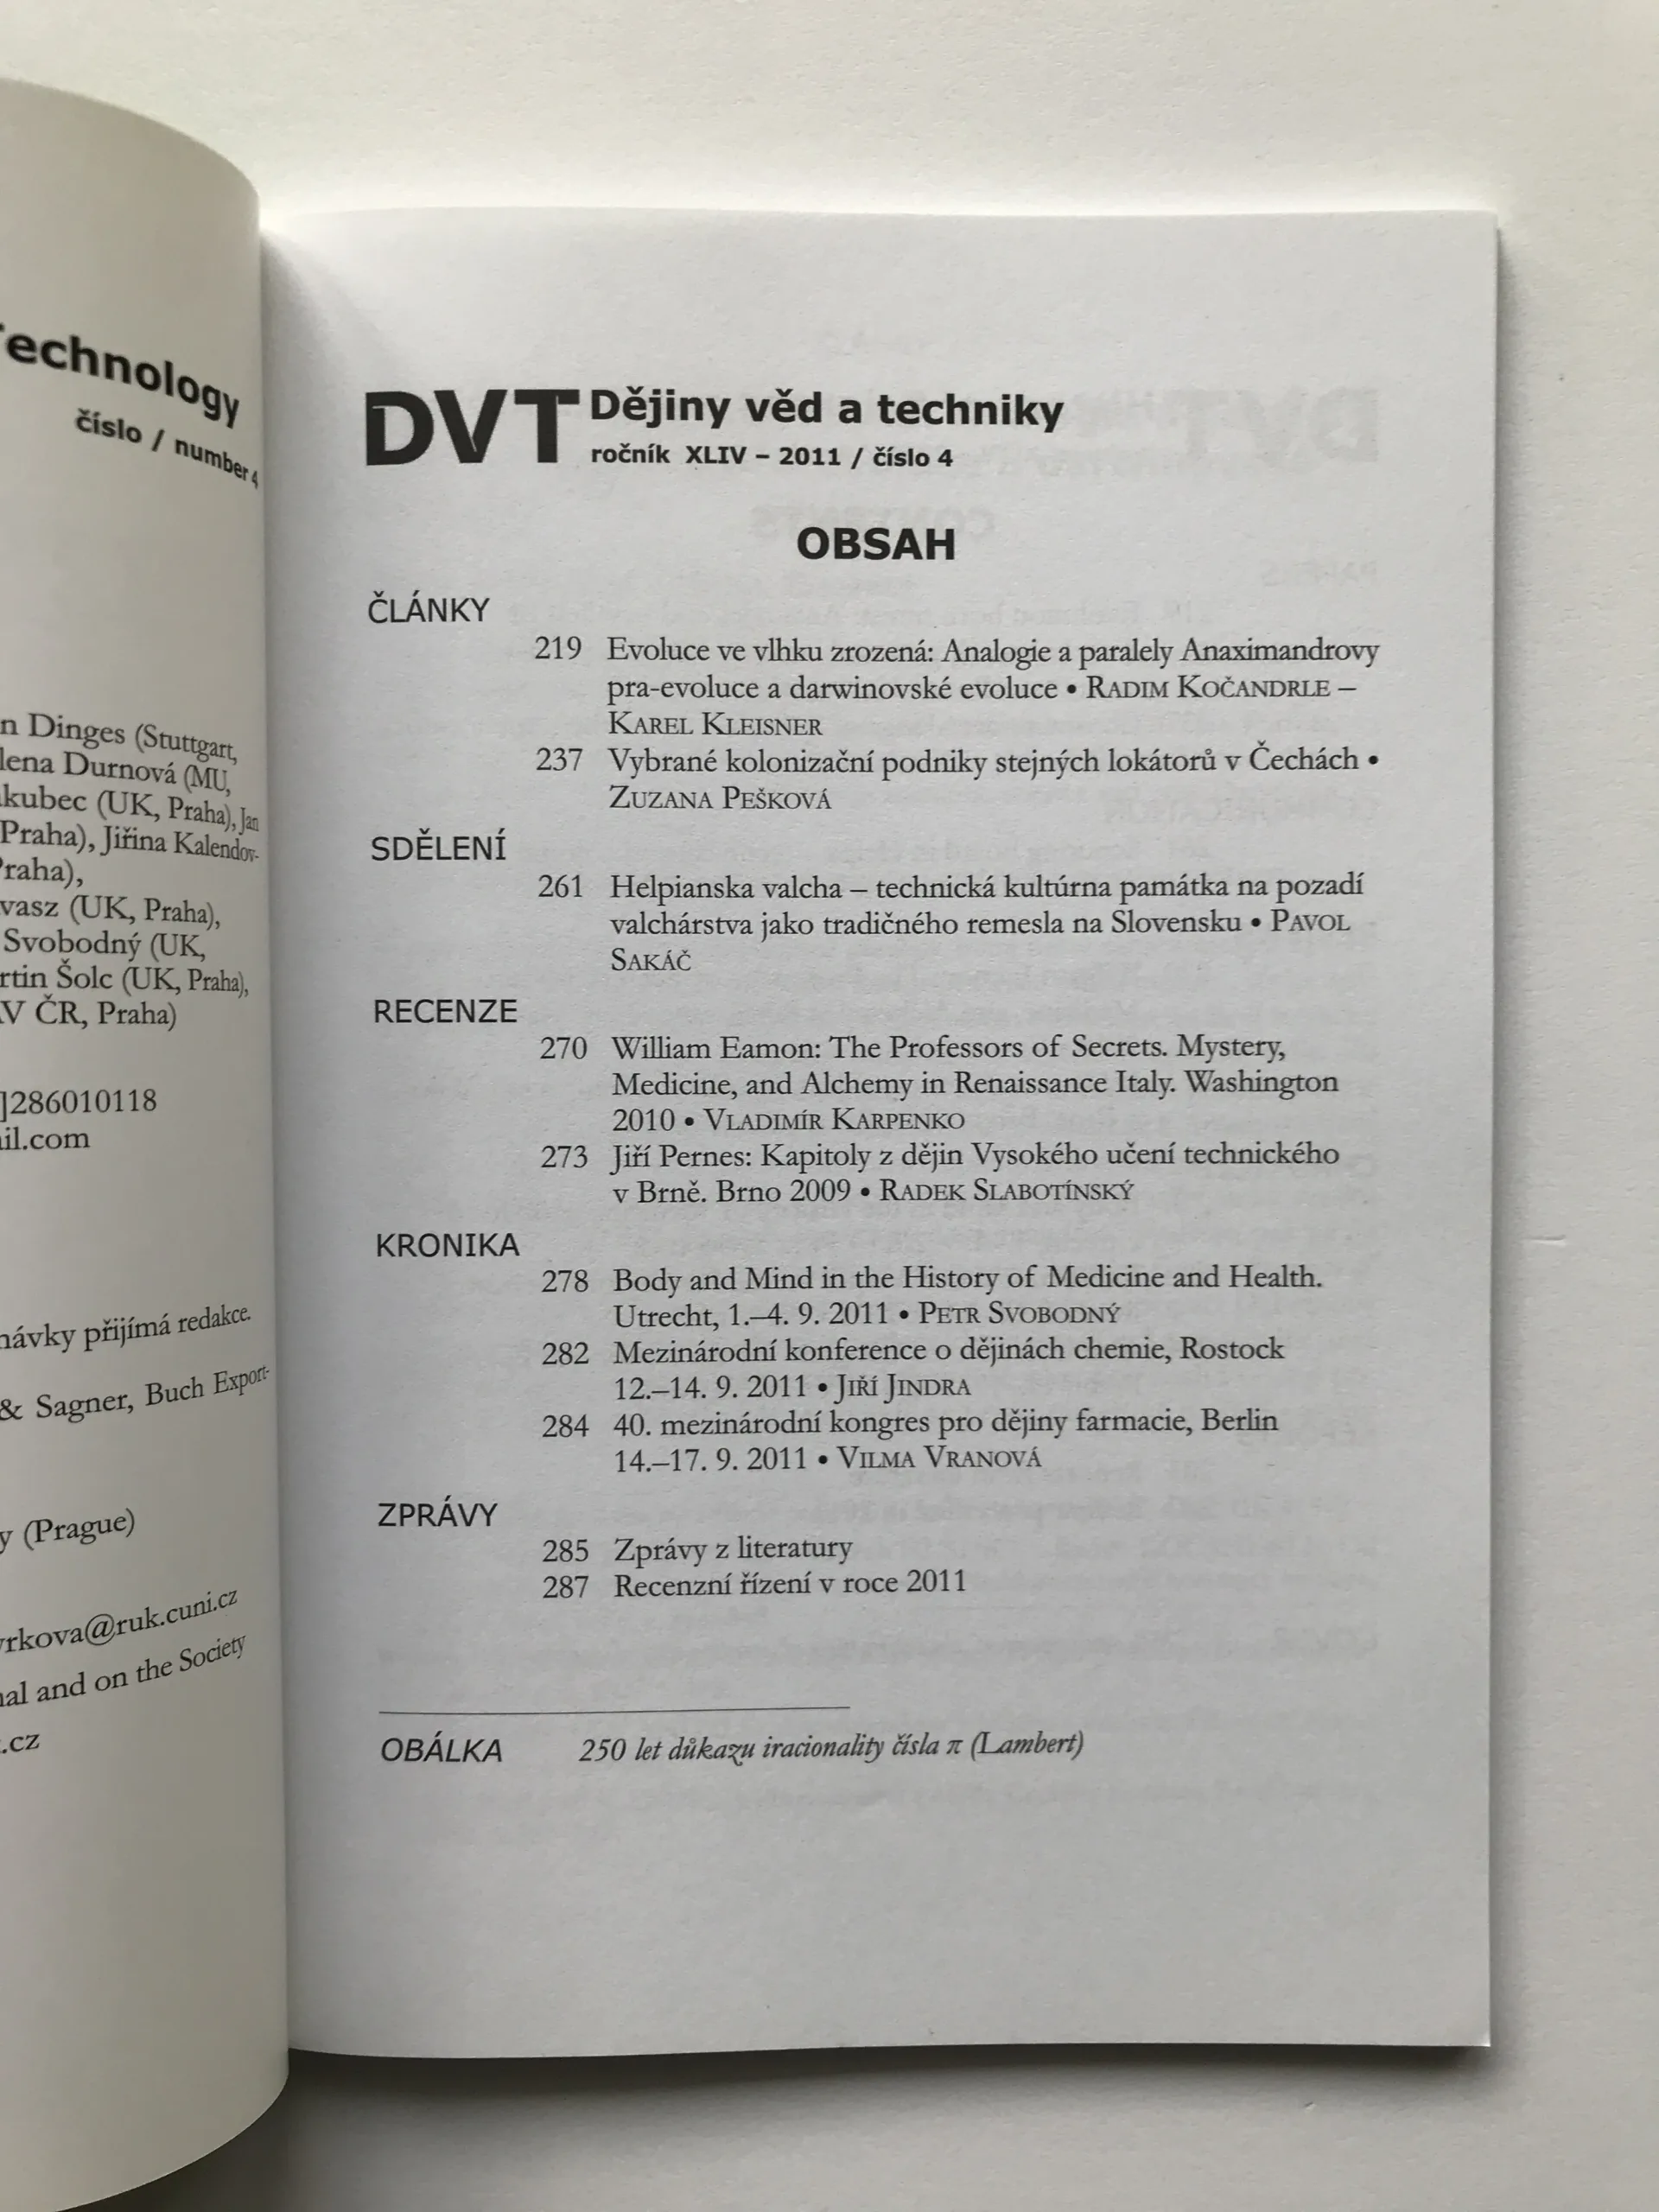 Technology
číslo / number 4
n Dinges (Stuttgart,
lena Durnová (MU,
kubec (UK, Praha), Jan
Praha), Jiřina Kalendov-
Praha),
vasz (UK, Praha),
Svobodný (UK,
rtin Šolc (UK, Praha),
AV ČR, Praha)
]286010118
il.com
návky přijímá redakce.
& Sagner, Buch Export-
y (Prague)
vrkova@ruk.cuni.cz
nal and on the Society
.cz
DVT Dějiny věd a techniky
ročník XLIV – 2011 / číslo 4
OBSAH
ČLÁNKY
219 Evoluce ve vlhku zrozená: Analogie a paralely Anaximandrovy
pra-evoluce a darwinovské evoluce • RADIM KOČANDRLE –
KAREL KLEISNER
237 Vybrané kolonizační podniky stejných lokátorů v Čechách •
ZUZANA PEŠKOVÁ
SDĚLENÍ
261 Helpianska valcha – technická kultúrna památka na pozadí
valchárstva jako tradičného remesla na Slovensku • PAVOL
SAKÁČ
RECENZE
270 William Eamon: The Professors of Secrets. Mystery,
Medicine, and Alchemy in Renaissance Italy. Washington
2010 • VLADIMÍR KARPENKO
273 Jiří Pernes: Kapitoly z dějin Vysokého učení technického
v Brně. Brno 2009 • RADEK SLABOTÍNSKÝ
KRONIKA
278 Body and Mind in the History of Medicine and Health.
Utrecht, 1.–4. 9. 2011 • PETR SVOBODNÝ
282 Mezinárodní konference o dějinách chemie, Rostock
12.–14. 9. 2011 • JIŘÍ JINDRA
284 40. mezinárodní kongres pro dějiny farmacie, Berlin
14.–17. 9. 2011 • VILMA VRANOVÁ
ZPRÁVY
285 Zprávy z literatury
287 Recenzní řízení v roce 2011
OBÁLKA 250 let důkazu iracionality čísla π (Lambert)